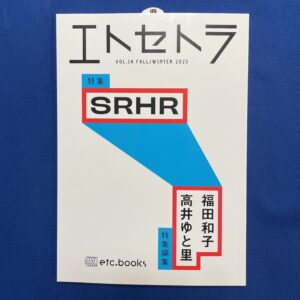 エトセトラ
VOL.14 FALL/WINTER 2025
特集
SRHR
福田和子
高井ゆと里
特集編集
etc.books